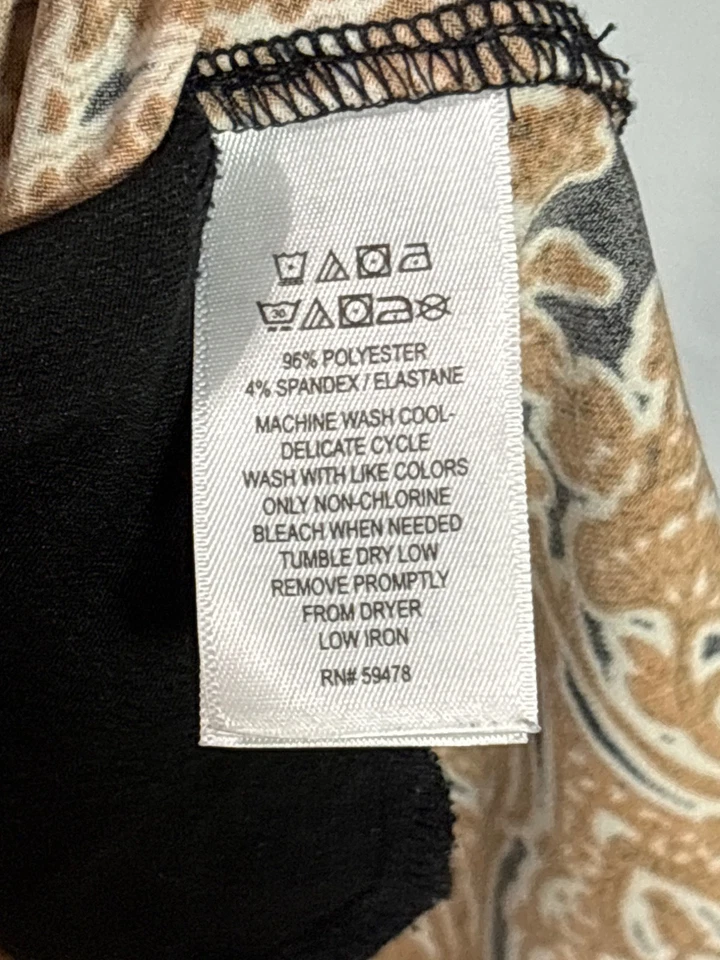 30
96% POLYESTER
4% SPANDEX / ELASTANE
MACHINE WASH COOL-
DELICATE CYCLE
WASH WITH LIKE COLORS
ONLY NON-CHLORINE
BLEACH WHEN NEEDED
TUMBLE DRY LOW
REMOVE PROMPTLY
FROM DRYER
LOW IRON
RN# 59478